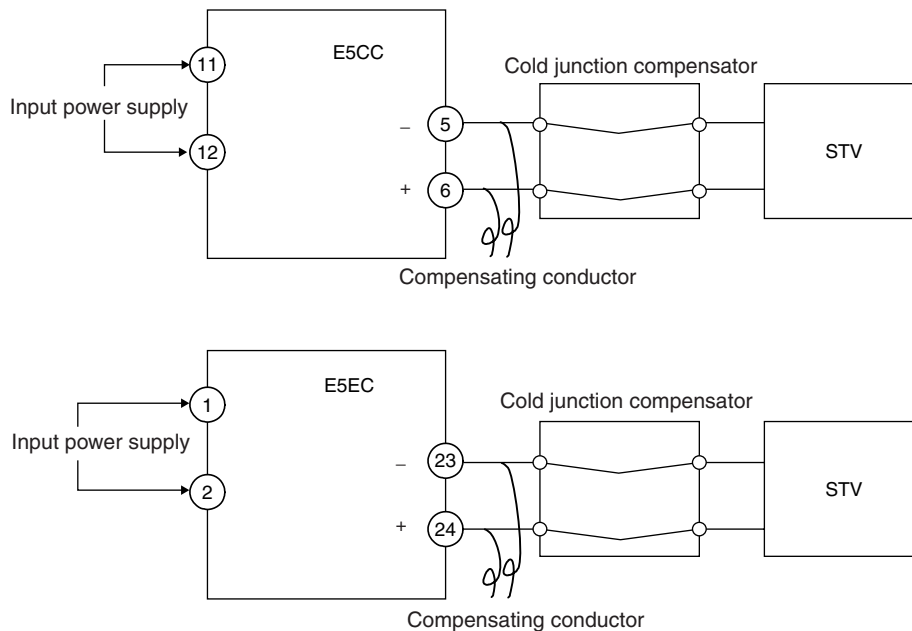 E5CC
11
Cold junction compensator
Input power supply
− 5
12
STV
+ 6
Compensating conductor
E5EC
1
Cold junction compensator
Input power supply
− 23
2
STV
+ 24
Compensating conductor